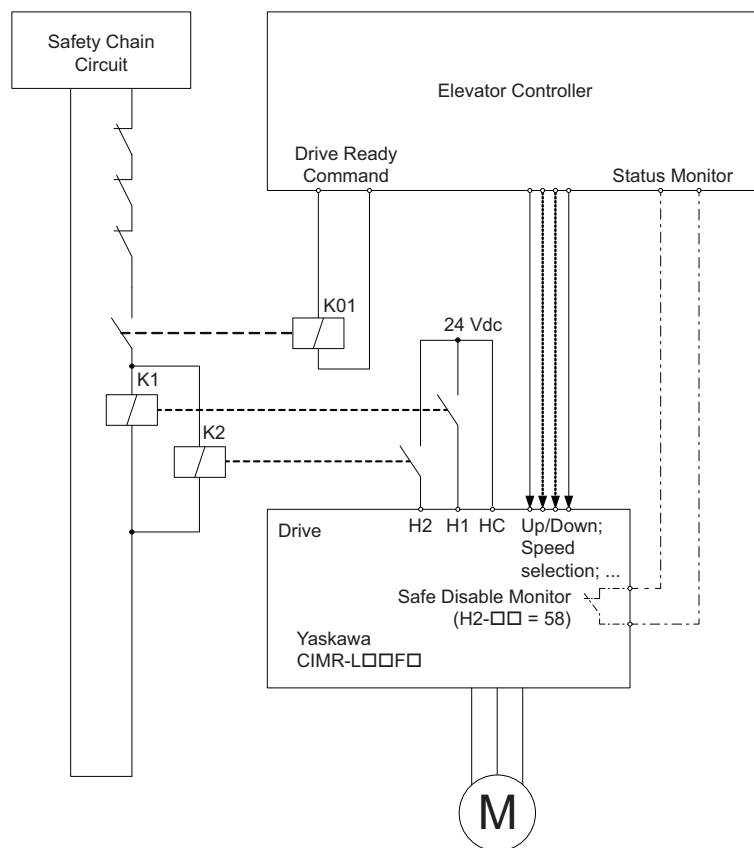 Safety Chain
Circuit
Elevator Controller
Drive Ready
Command
Status Monitor
K01
24 Vdc
K1
K2
Drive
H2
H1
HC
Up/Down;
Speed
selection; ...
Safe Disable Monitor
(H2-□□ = 58)
Yaskawa
CIMR-L□□F□
M